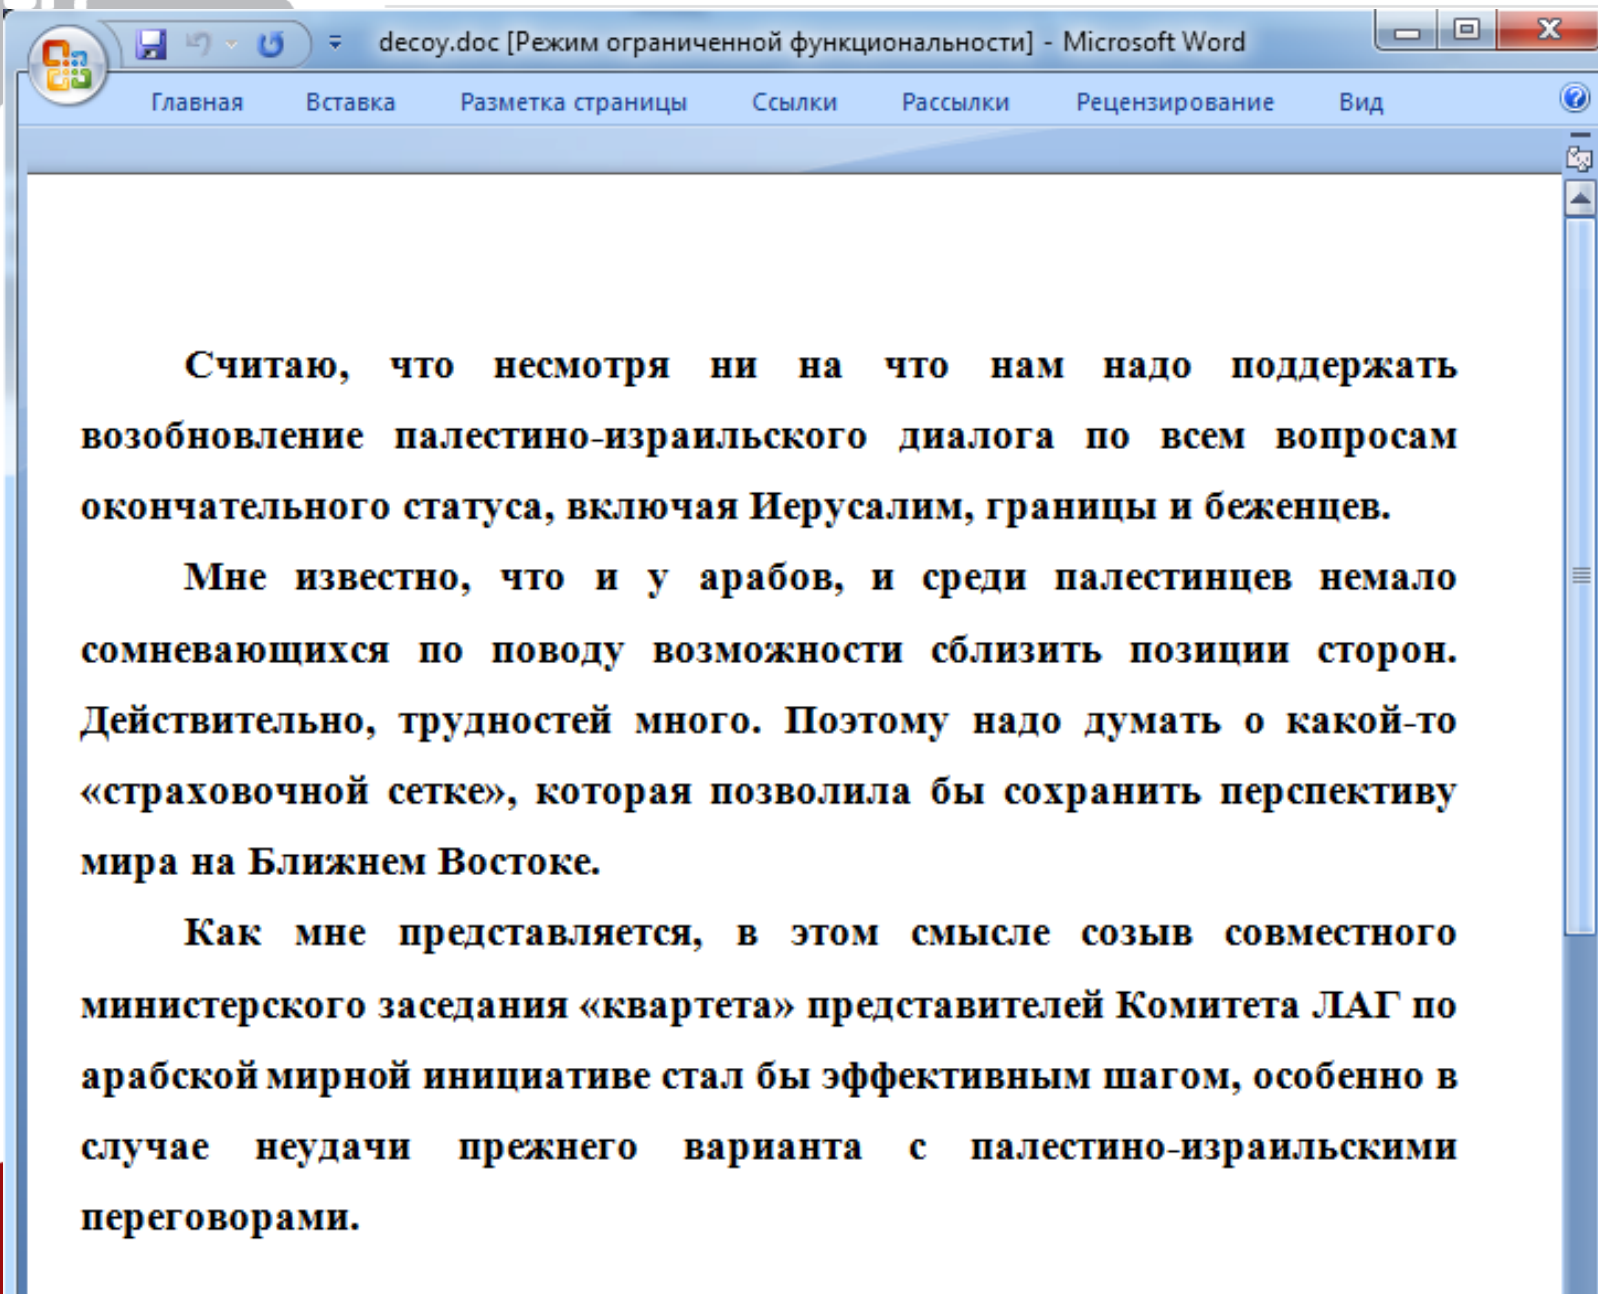 decoy.doc [Режим ограниченной функциональности] - Microsoft Word
Главная Вставка Разметка страницы Ссылки Рассылки Рецензирование Вид
Считаю, что несмотря ни на что нам надо поддержать
возобновление палестино-израильского диалога по всем вопросам
окончательного статуса, включая Иерусалим, границы и беженцев.
Мне известно, что и у арабов, и среди палестинцев немало
сомневающихся по поводу возможности сблизить позиции сторон.
Действительно, трудностей много. Поэтому надо думать о какой-то
«страховочной сетке», которая позволила бы сохранить перспективу
мира на Ближнем Востоке.
Как мне представляется, в этом смысле созыв совместного
министерского заседания «квартета» представителей Комитета ЛАГ по
арабской мирной инициативе стал бы эффективным шагом, особенно в
случае неудачи прежнего варианта с палестино-израильскими
переговорами.